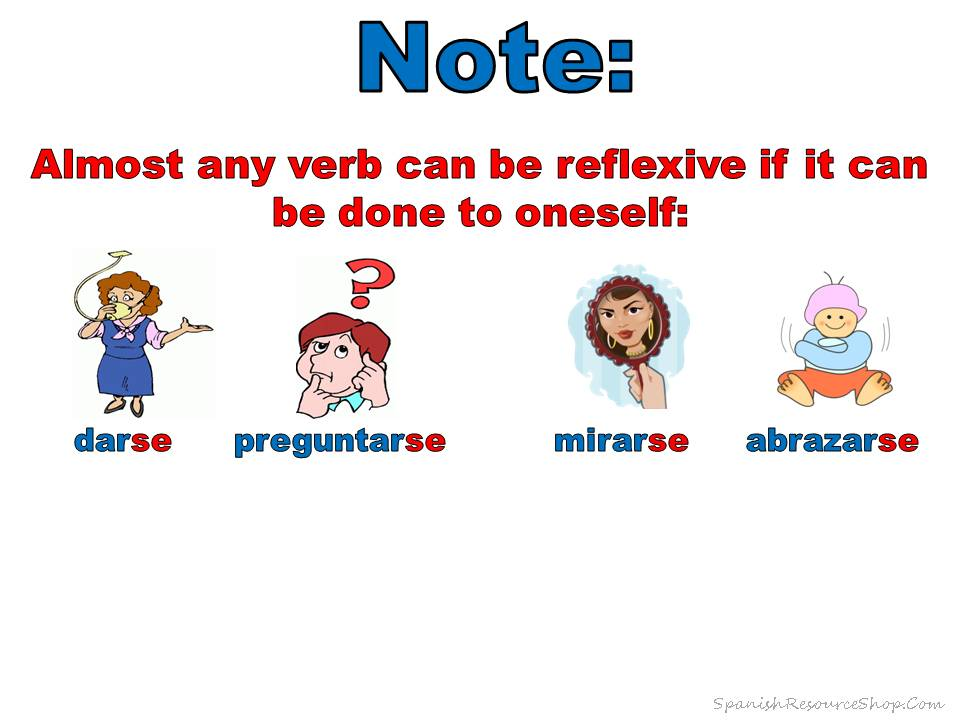 Note:
Almost any verb can be reflexive if it can
be done to oneself:
?
darse preguntarse mirarse abrazarse
SpanishResourceShop.Com